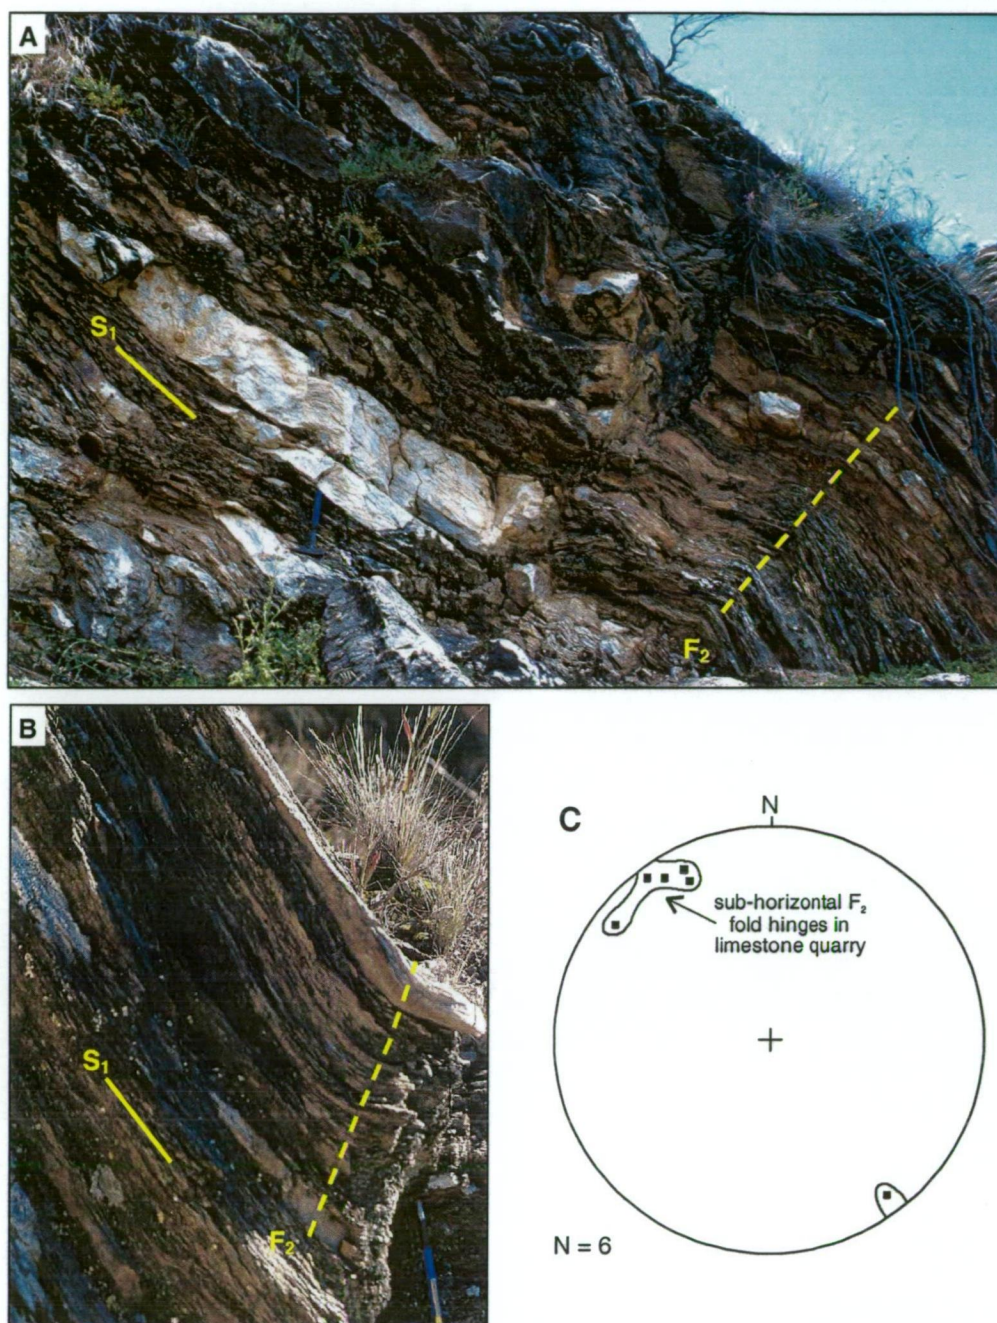 A
S₁
F₂
B
S₁
F₂
C
N
sub-horizontal F₂
fold hinges in
limestone quarry
N = 6